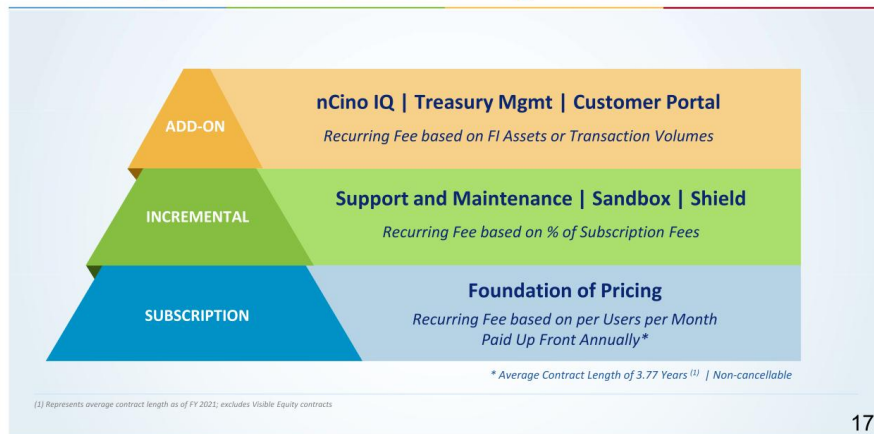 ADD-ON
nCino IQ | Treasury Mgmt | Customer Portal
Recurring Fee based on FI Assets or Transaction Volumes
INCREMENTAL
Support and Maintenance | Sandbox | Shield
Recurring Fee based on % of Subscription Fees
SUBSCRIPTION
Foundation of Pricing
Recurring Fee based on per Users per Month
Paid Up Front Annually*
* Average Contract Length of 3.77 Years (1) | Non-cancellable
(1) Represents average contract length as of FY 2021; excludes Visible Equity contracts
17